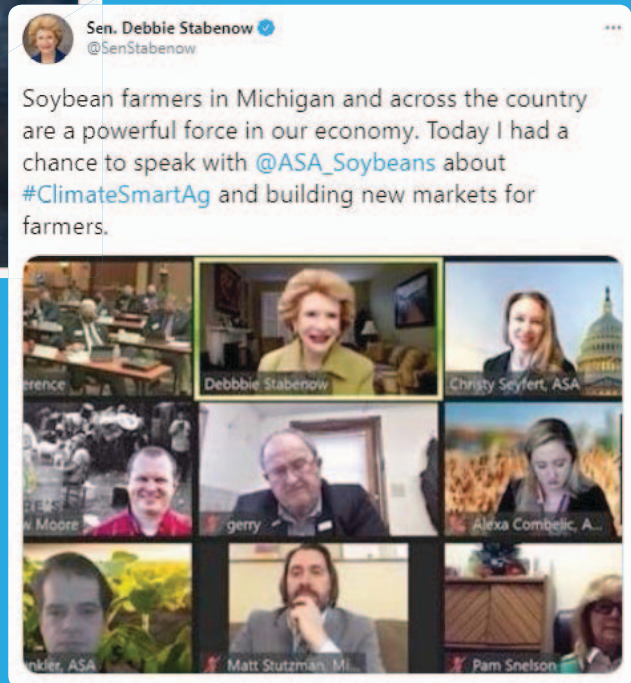 Sen. Debbie Stabenow
@SenStabenow
Soybean farmers in Michigan and across the country
are a powerful force in our economy. Today I had a
chance to speak with @ASA_Soybeans about
#ClimateSmartAg and building new markets for
farmers.
erence
Debbbie Stabenow
Christy Seyfert, ASA
w Moore
gerry
Alexa Combelic, A...
nkler, ASA
Matt Stutzman, Mi...
Pam Snelson